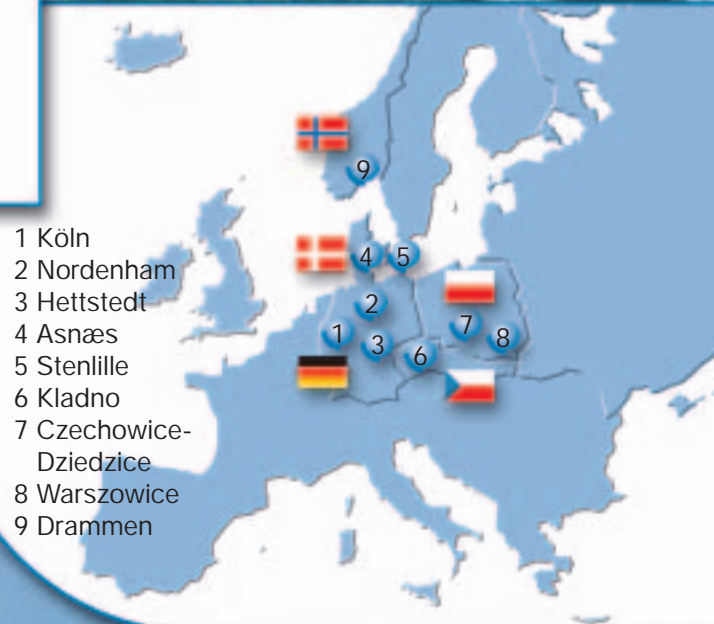 1 Köln
2 Nordenham
3 Hettstedt
4 Asnæs
5 Stenlille
6 Kladno
7 Czechowice-
Dziedzice
8 Warszowice
9 Drammen
9
4
5
2
1
3
6
7
8